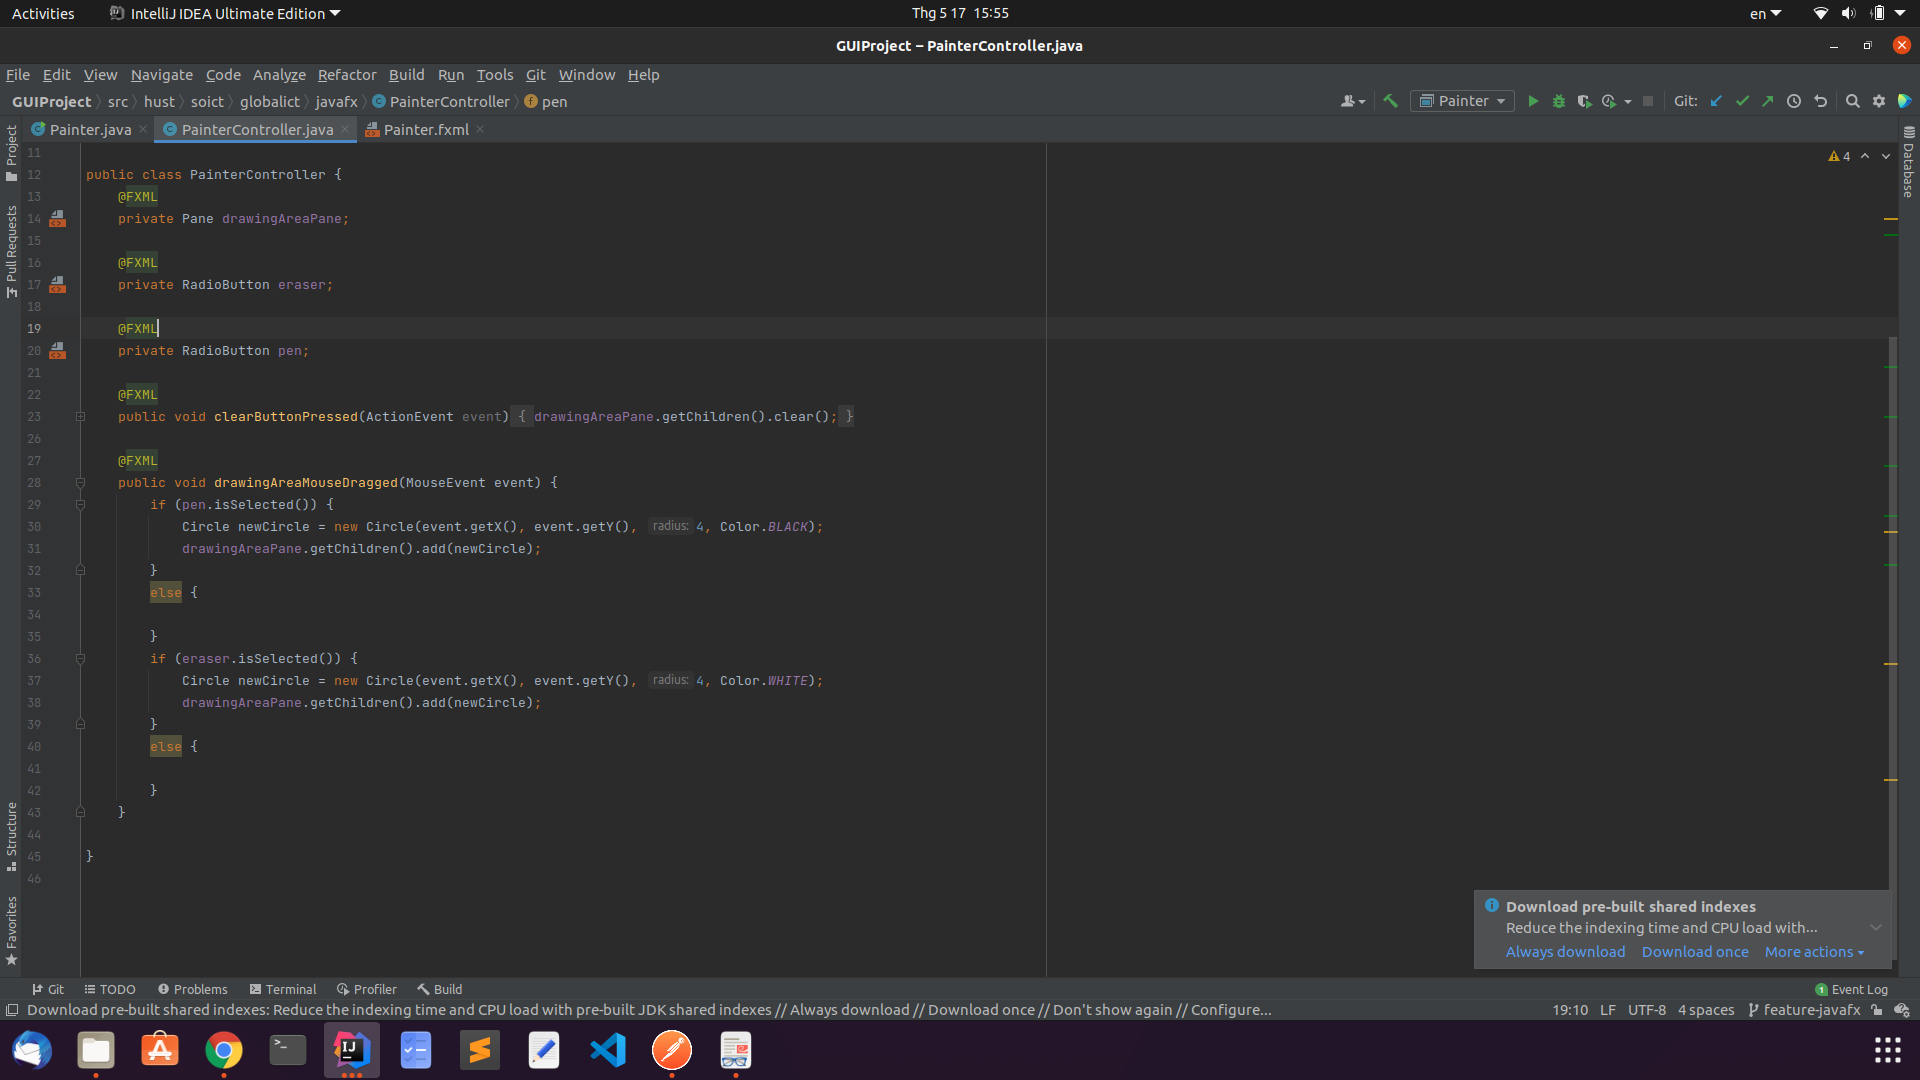 Activities IntelliJ IDEA Ultimate Edition Thg 5 17 15:55 en
GUIProject – PainterController.java
File Edit View Navigate Code Analyze Refactor Build Run Tools Git Window Help
GUIProject src hust soict globalict javafx PainterController pen Painter Git:
Painter.java PainterController.java Painter.fxml
Project
Pull Requests
Structure
Favorites
Database
4
11
12 public class PainterController {
13 @FXML
14 private Pane drawingAreaPane;
15
16 @FXML
17 private RadioButton eraser;
18
19 @FXML
20 private RadioButton pen;
21
22 @FXML
23 public void clearButtonPressed(ActionEvent event) { drawingAreaPane.getChildren().clear(); }
26
27 @FXML
28 public void drawingAreaMouseDragged(MouseEvent event) {
29 if (pen.isSelected()) {
30 Circle newCircle = new Circle(event.getX(), event.getY(), radius: 4, Color.BLACK);
31 drawingAreaPane.getChildren().add(newCircle);
32 }
33 else {
34
35 }
36 if (eraser.isSelected()) {
37 Circle newCircle = new Circle(event.getX(), event.getY(), radius: 4, Color.WHITE);
38 drawingAreaPane.getChildren().add(newCircle);
39 }
40 else {
41
42 }
43 }
44
45 }
46
Download pre-built shared indexes
Reduce the indexing time and CPU load with...
Always download Download once More actions
Git TODO Problems Terminal Profiler Build 1 Event Log
Download pre-built shared indexes: Reduce the indexing time and CPU load with pre-built JDK shared indexes // Always download // Download once // Don't show again // Configure... 19:10 LF UTF-8 4 spaces feature-javafx